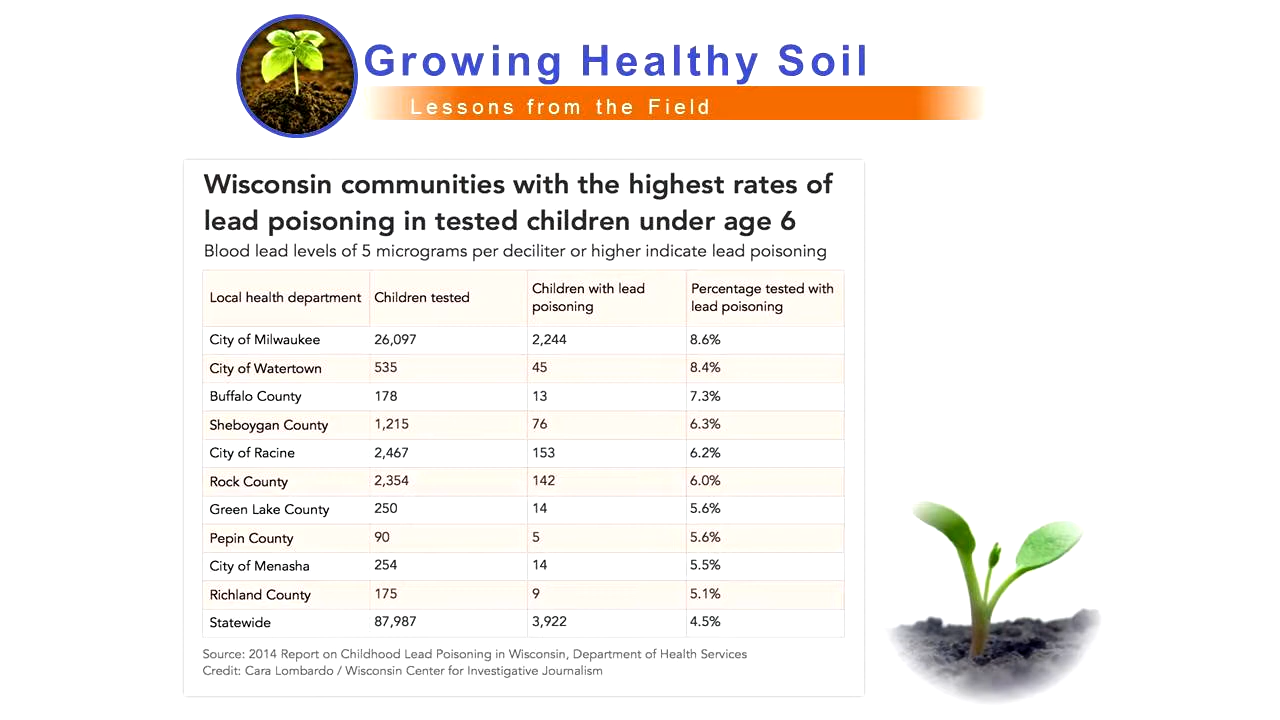 Growing Healthy Soil
Lessons from the Field
Wisconsin communities with the highest rates of
lead poisoning in tested children under age 6
Blood lead levels of 5 micrograms per deciliter or higher indicate lead poisoning
Local health department Children tested Children with lead poisoning Percentage tested with lead poisoning
City of Milwaukee 26,097 2,244 8.6%
City of Watertown 535 45 8.4%
Buffalo County 178 13 7.3%
Sheboygan County 1,215 76 6.3%
City of Racine 2,467 153 6.2%
Rock County 2,354 142 6.0%
Green Lake County 250 14 5.6%
Pepin County 90 5 5.6%
City of Menasha 254 14 5.5%
Richland County 175 9 5.1%
Statewide 87,987 3,922 4.5%
Source: 2014 Report on Childhood Lead Poisoning in Wisconsin, Department of Health Services
Credit: Cara Lombardo / Wisconsin Center for Investigative Journalism